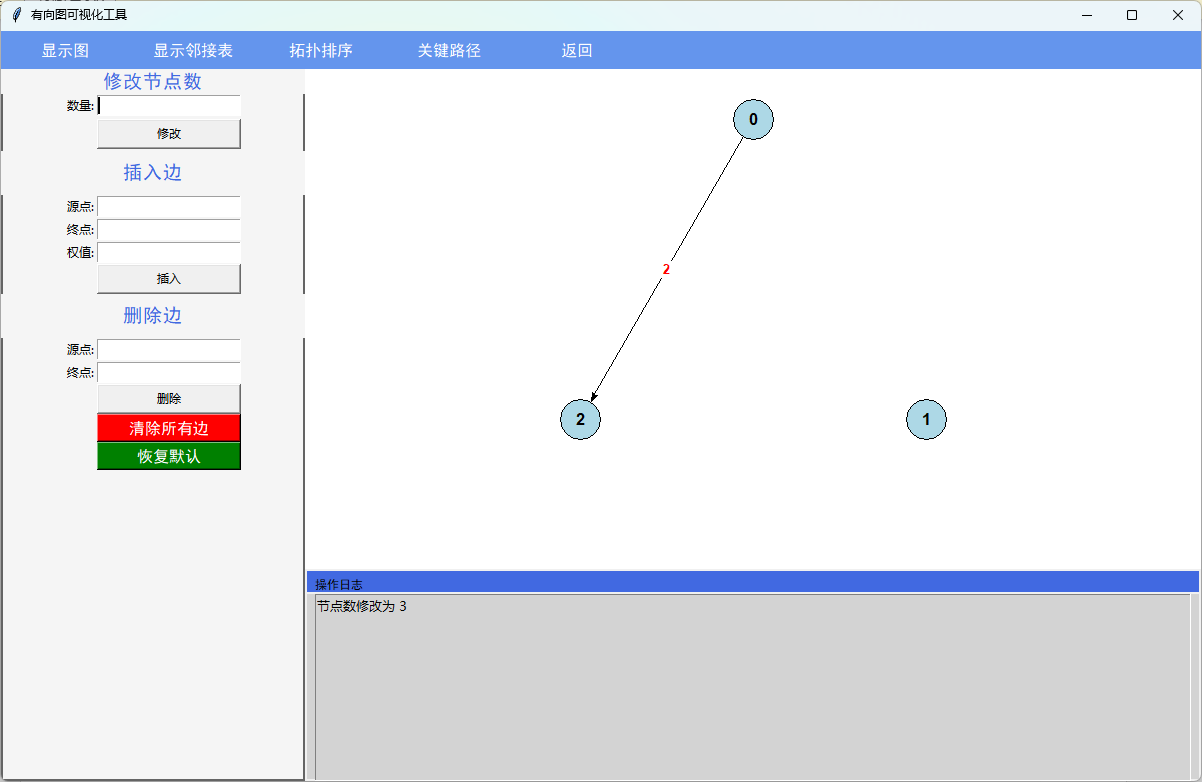 有向图可视化工具
显示图 显示邻接表 拓扑排序 关键路径 返回
修改节点数
数量:
修改
插入边
源点:
终点:
权值:
插入
删除边
源点:
终点:
删除
清除所有边
恢复默认
0
2
2
1
操作日志
节点数修改为 3